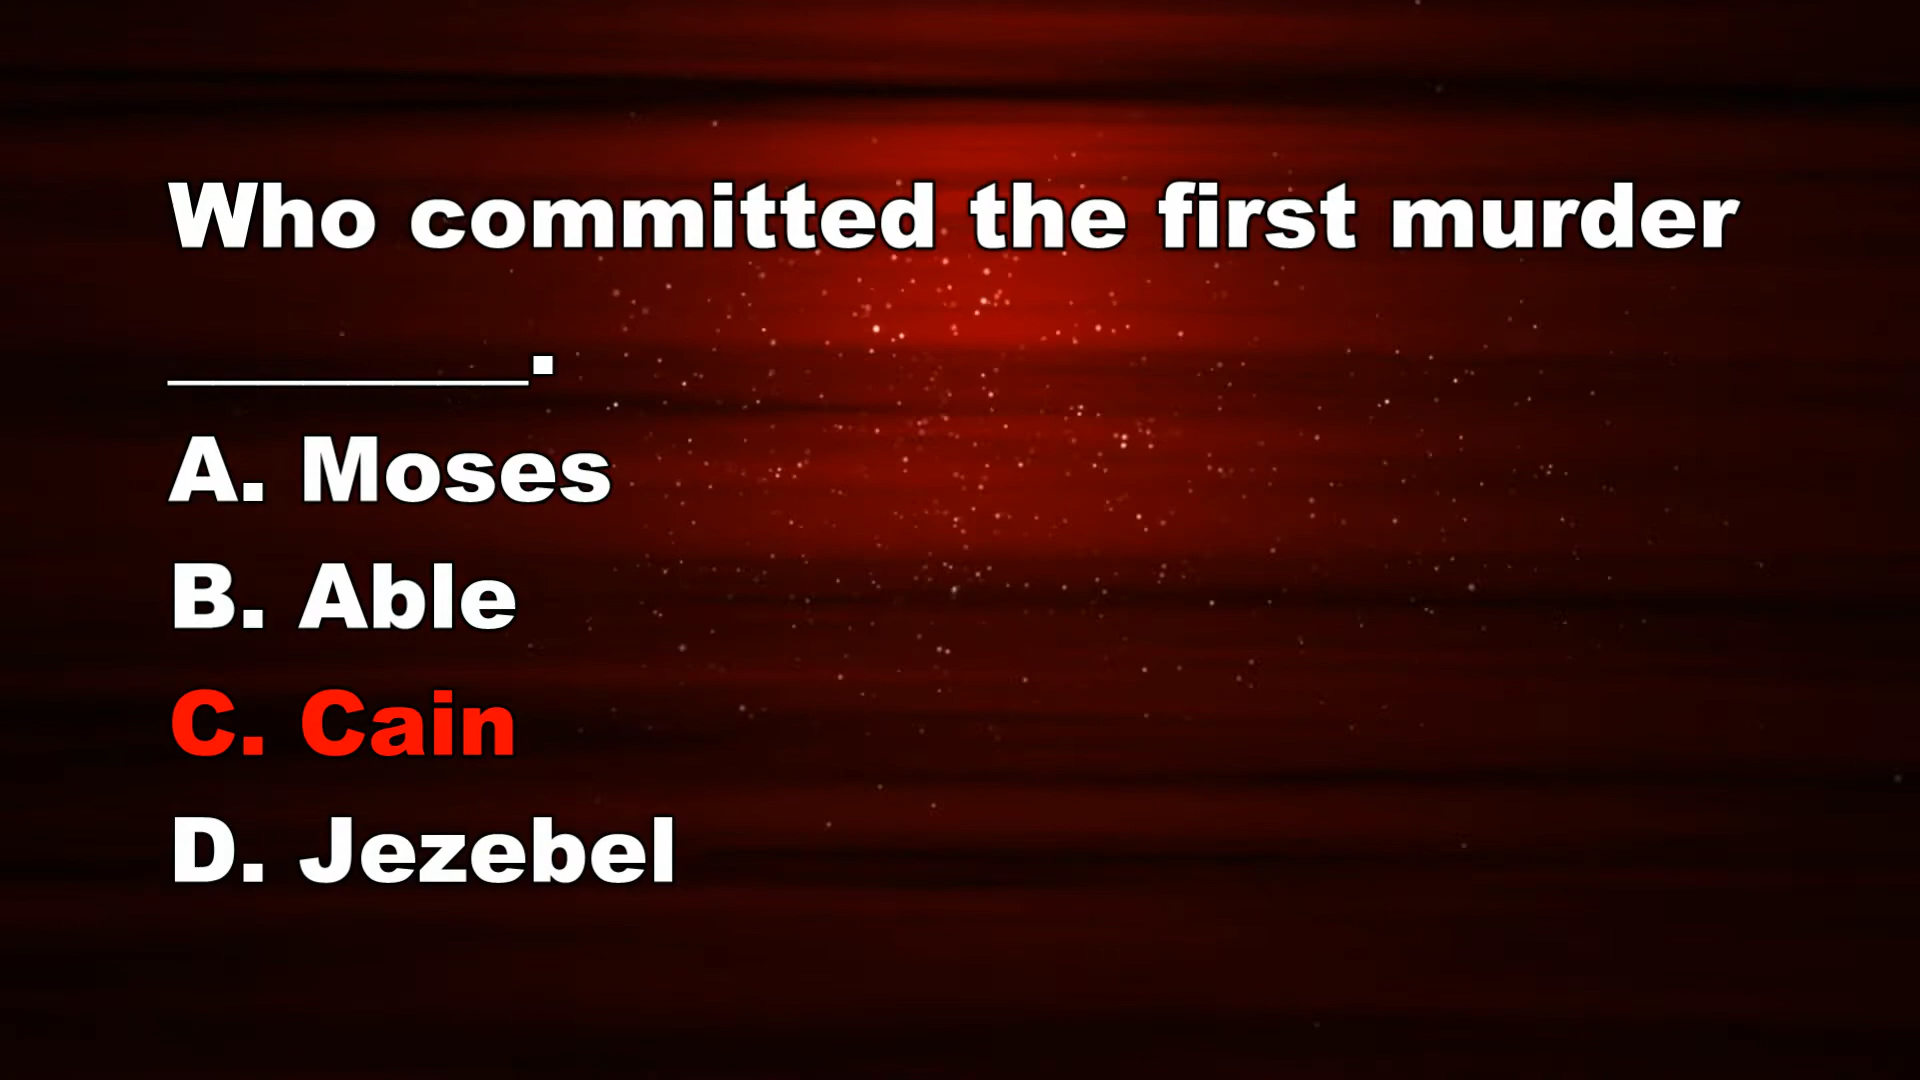 Who committed the first murder
________.
A. Moses
B. Able
C. Cain
D. Jezebel